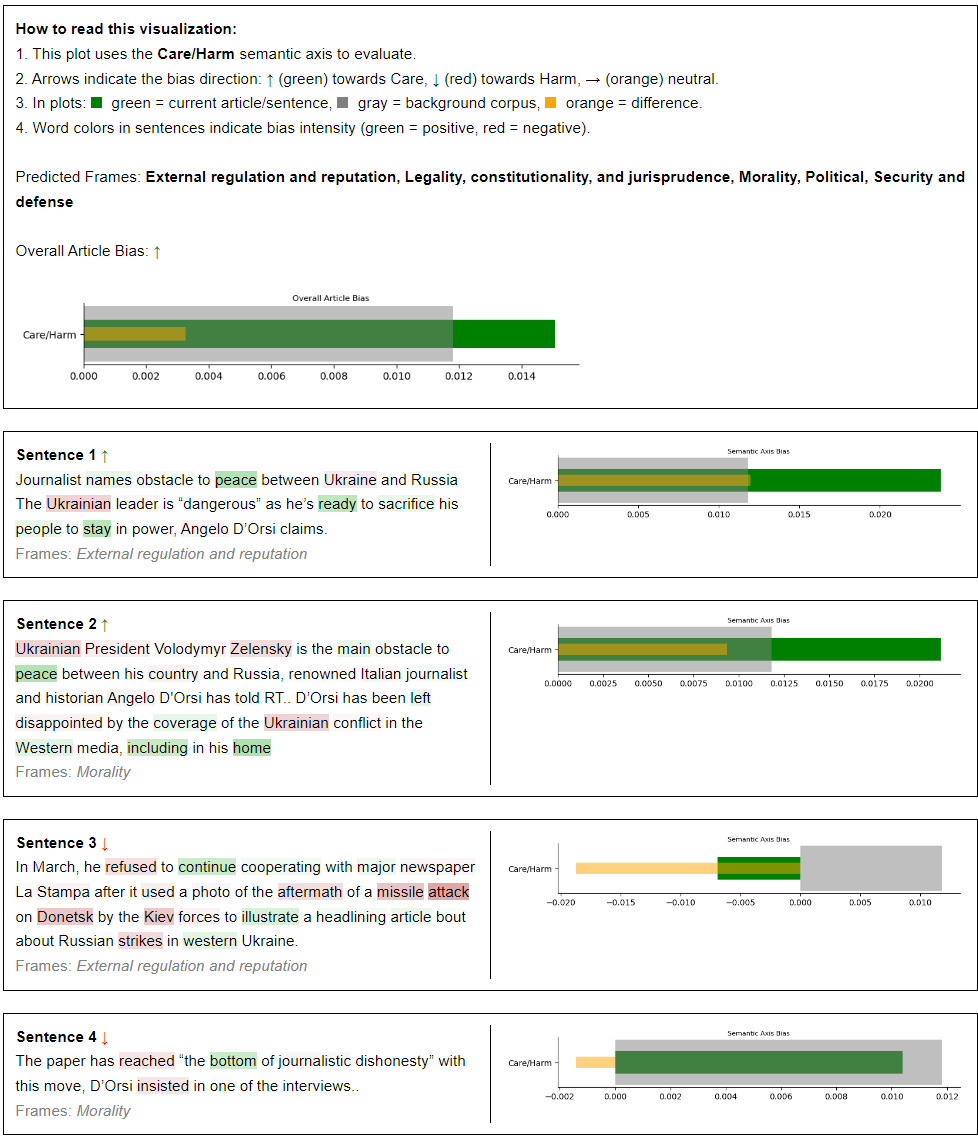 How to read this visualization:
1. This plot uses the Care/Harm semantic axis to evaluate.
2. Arrows indicate the bias direction: ↑ (green) towards Care, ↓ (red) towards Harm, → (orange) neutral.
3. In plots: ■ green = current article/sentence, ■ gray = background corpus, ■ orange = difference.
4. Word colors in sentences indicate bias intensity (green = positive, red = negative).
Predicted Frames: External regulation and reputation, Legality, constitutionality, and jurisprudence, Morality, Political, Security and
defense
Overall Article Bias: ↑
Overall Article Bias
Care/Harm
0.000 0.002 0.004 0.006 0.008 0.010 0.012 0.014
Sentence 1 ↑
Journalist names obstacle to peace between Ukraine and Russia
The Ukrainian leader is “dangerous” as he’s ready to sacrifice his
people to stay in power, Angelo D’Orsi claims.
Frames: External regulation and reputation
Semantic Axis Bias
Care/Harm
0.000 0.005 0.010 0.015 0.020
Sentence 2 ↑
Ukrainian President Volodymyr Zelensky is the main obstacle to
peace between his country and Russia, renowned Italian journalist
and historian Angelo D'Orsi has told RT.. D’Orsi has been left
disappointed by the coverage of the Ukrainian conflict in the
Western media, including in his home
Frames: Morality
Semantic Axis Bias
Care/Harm
0.0000 0.0025 0.0050 0.0075 0.0100 0.0125 0.0150 0.0175 0.0200
Sentence 3 ↓
In March, he refused to continue cooperating with major newspaper
La Stampa after it used a photo of the aftermath of a missile attack
on Donetsk by the Kiev forces to illustrate a headlining article bout
about Russian strikes in western Ukraine.
Frames: External regulation and reputation
Semantic Axis Bias
Care/Harm
−0.020 −0.015 −0.010 −0.005 0.000 0.005 0.010
Sentence 4 ↓
The paper has reached “the bottom of journalistic dishonesty” with
this move, D’Orsi insisted in one of the interviews..
Frames: Morality
Semantic Axis Bias
Care/Harm
−0.002 0.000 0.002 0.004 0.006 0.008 0.010 0.012